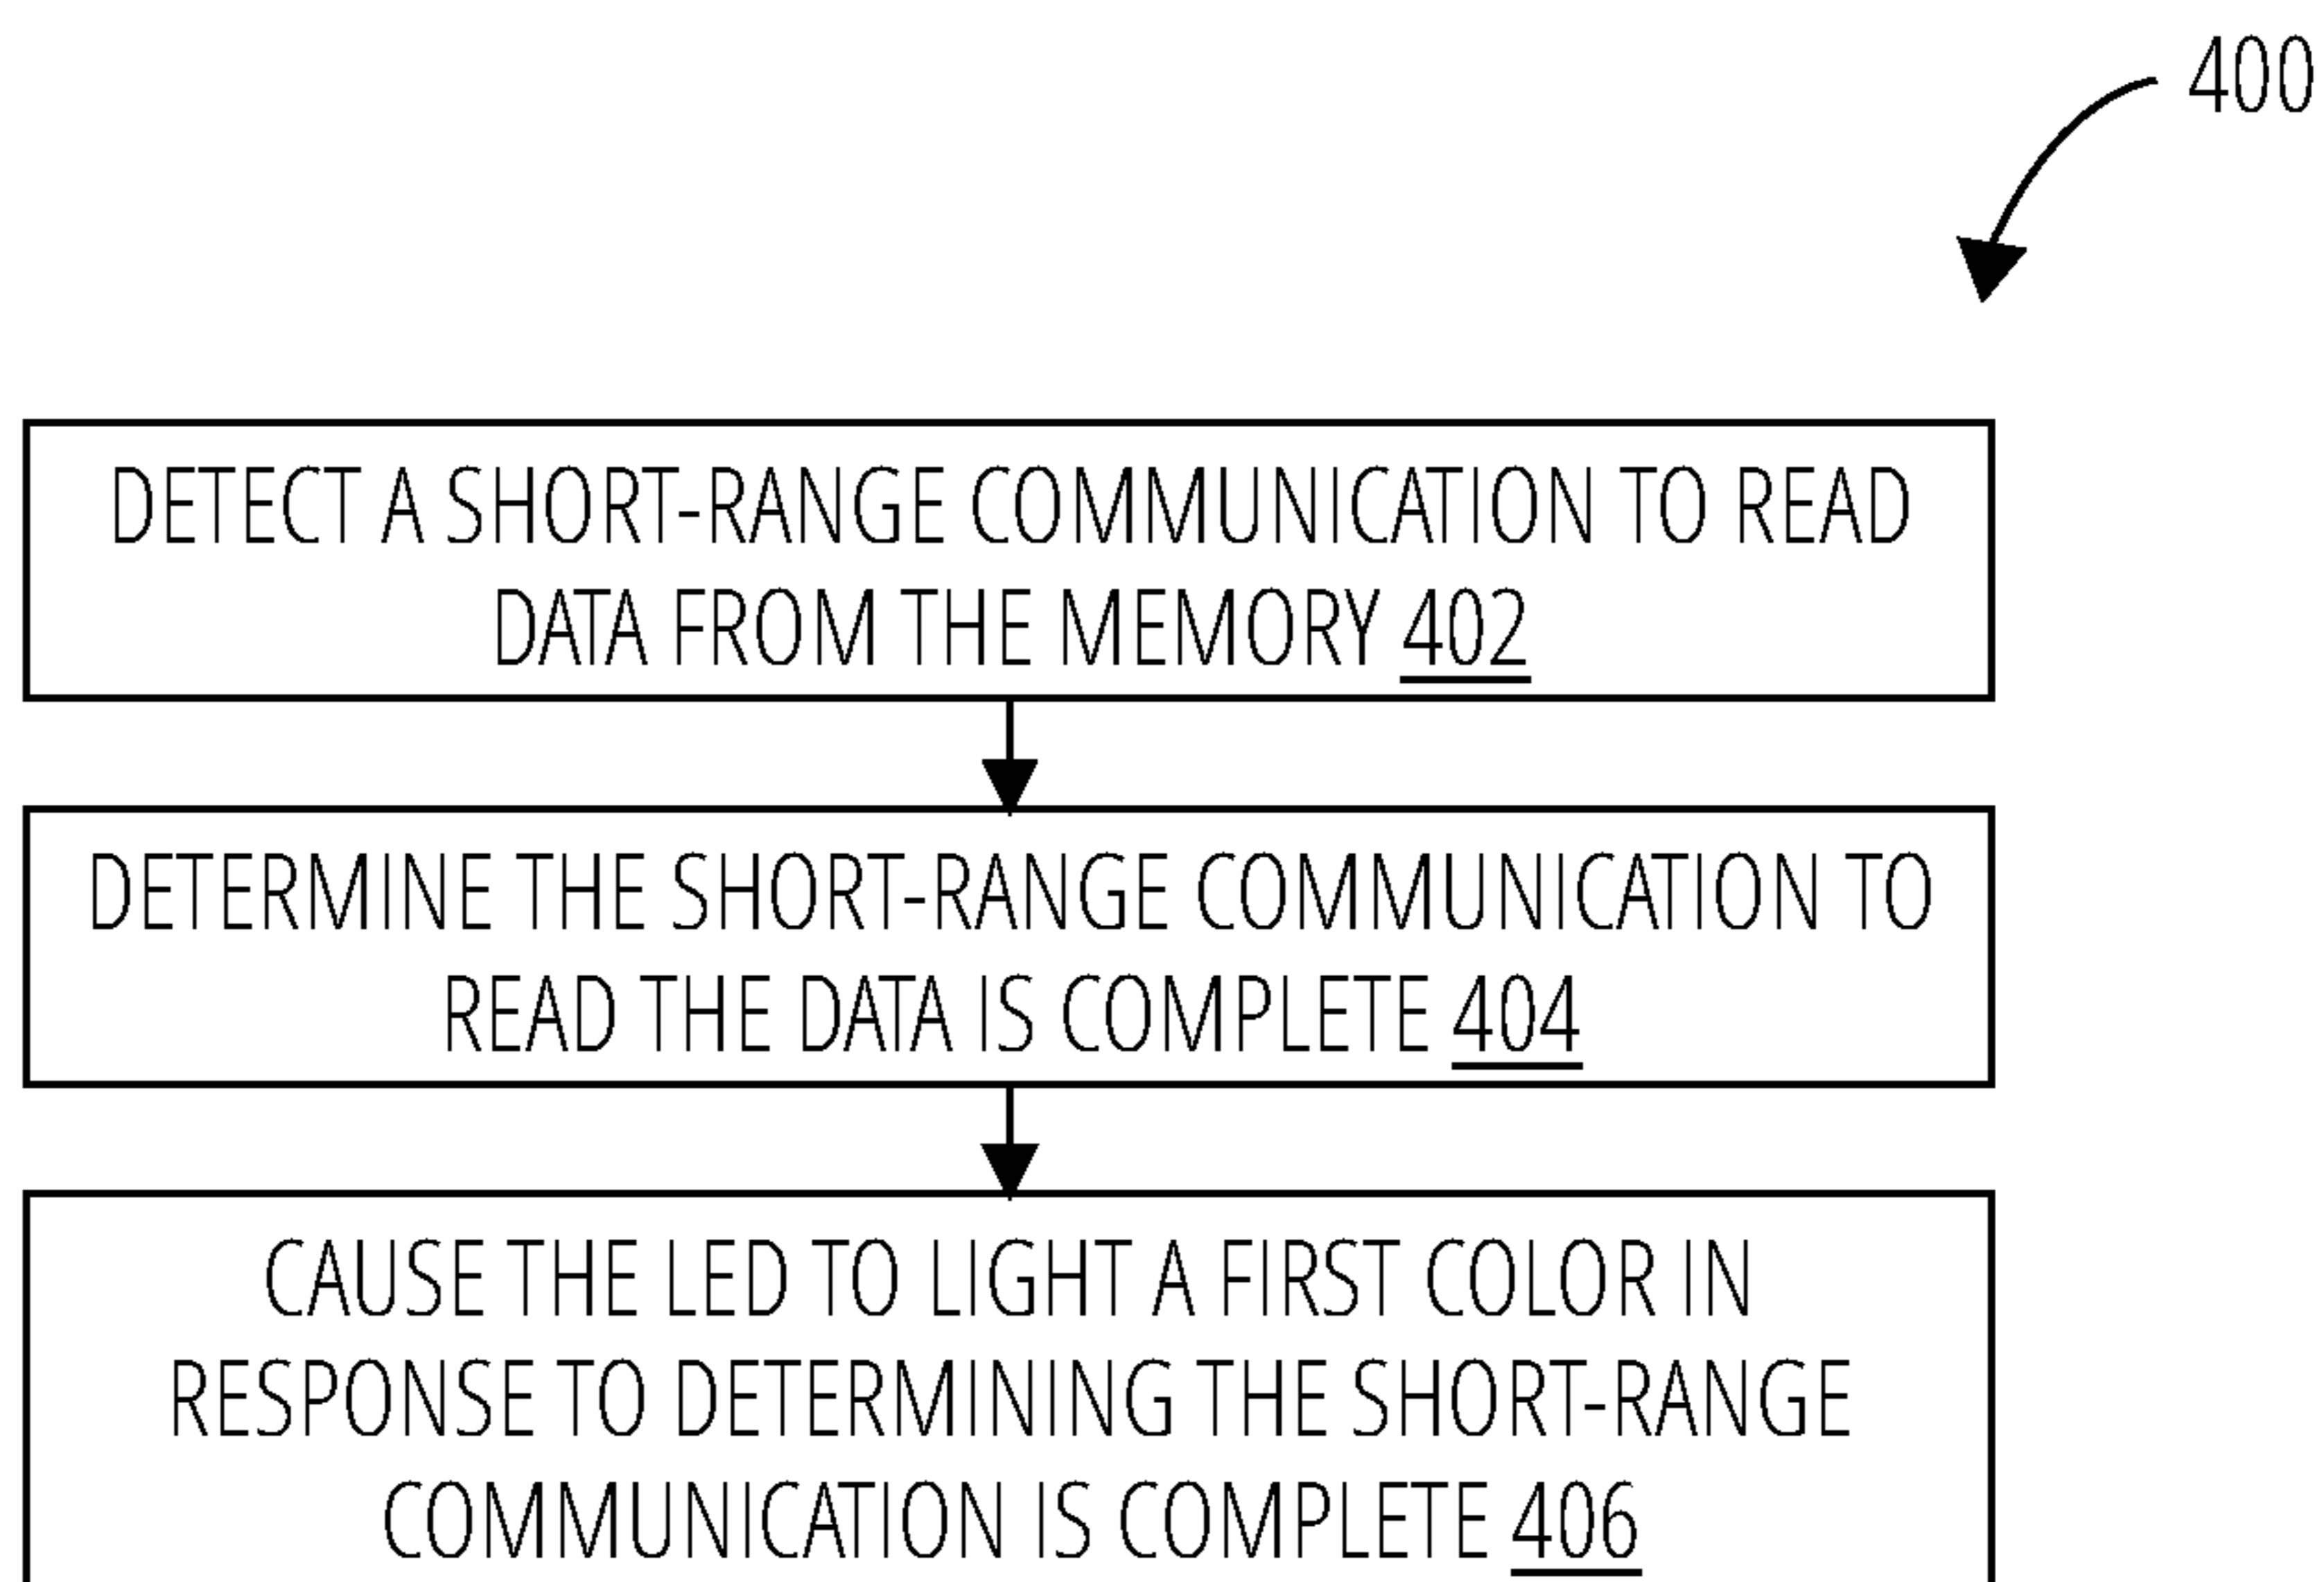 400
DETECT A SHORT-RANGE COMMUNICATION TO READ
DATA FROM THE MEMORY 402
DETERMINE THE SHORT-RANGE COMMUNICATION TO
READ THE DATA IS COMPLETE 404
CAUSE THE LED TO LIGHT A FIRST COLOR IN
RESPONSE TO DETERMINING THE SHORT-RANGE
COMMUNICATION IS COMPLETE 406